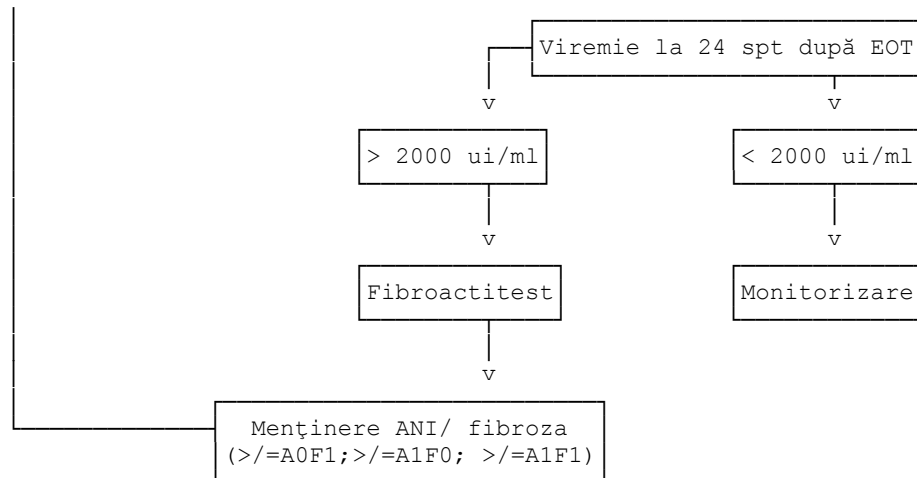 Viremie la 24 spt după EOT
v
v
> 2000 ui/ml
< 2000 ui/ml
v
v
Fibroactitest
Monitorizare
v
Menţinere ANI/ fibroza
(>/=A0F1;>/=A1F0; >/=A1F1)